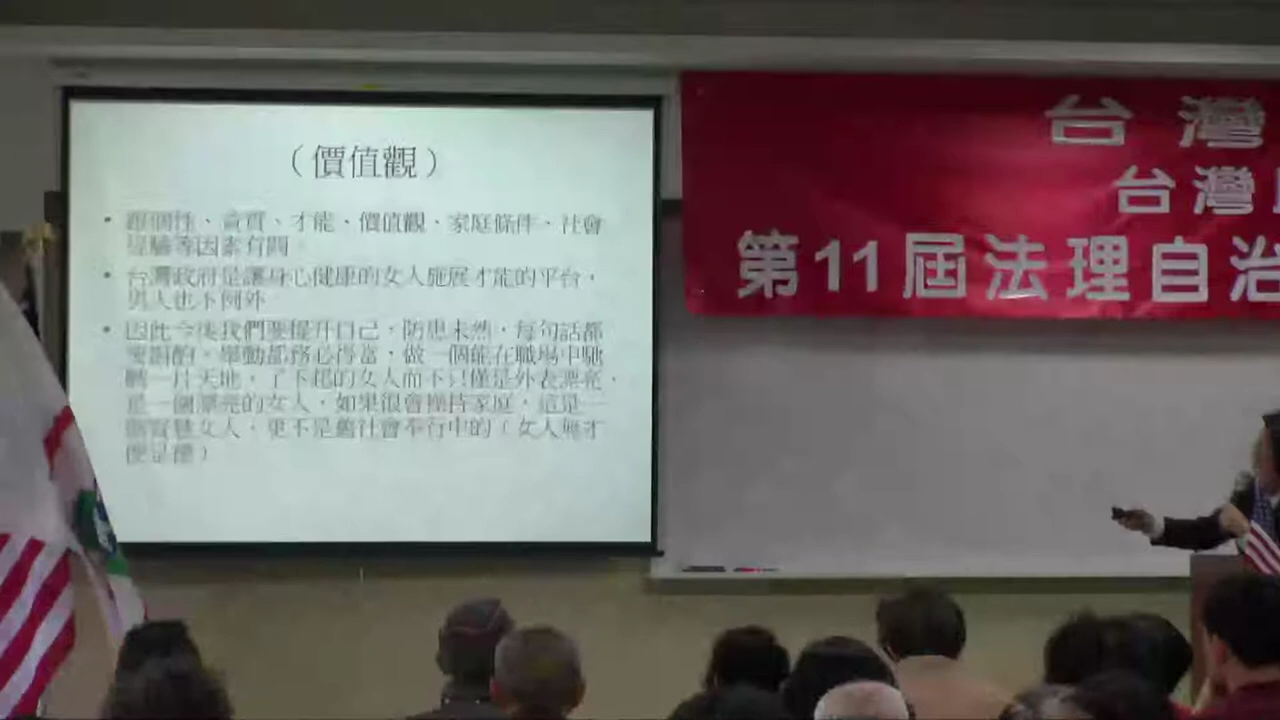 （價值觀）
• 跟個性、資質、才能、價值觀、家庭條件、社會
經驗等因素有關。
• 台灣政府是讓身心健康的女人施展才能的平台，
男人也不例外
• 因此今後我們要提升自己，防患未然，每句話都
要斟酌，舉動都務必得當，做一個能在職場中馳
騁一片天地，了不起的女人而不只僅是外表漂亮，
是一個漂亮的女人，如果很會操持家庭，這是一
個賢慧女人，更不是舊社會奉行中的（女人無才
便是德）
台灣
台灣
第11屆法理自治